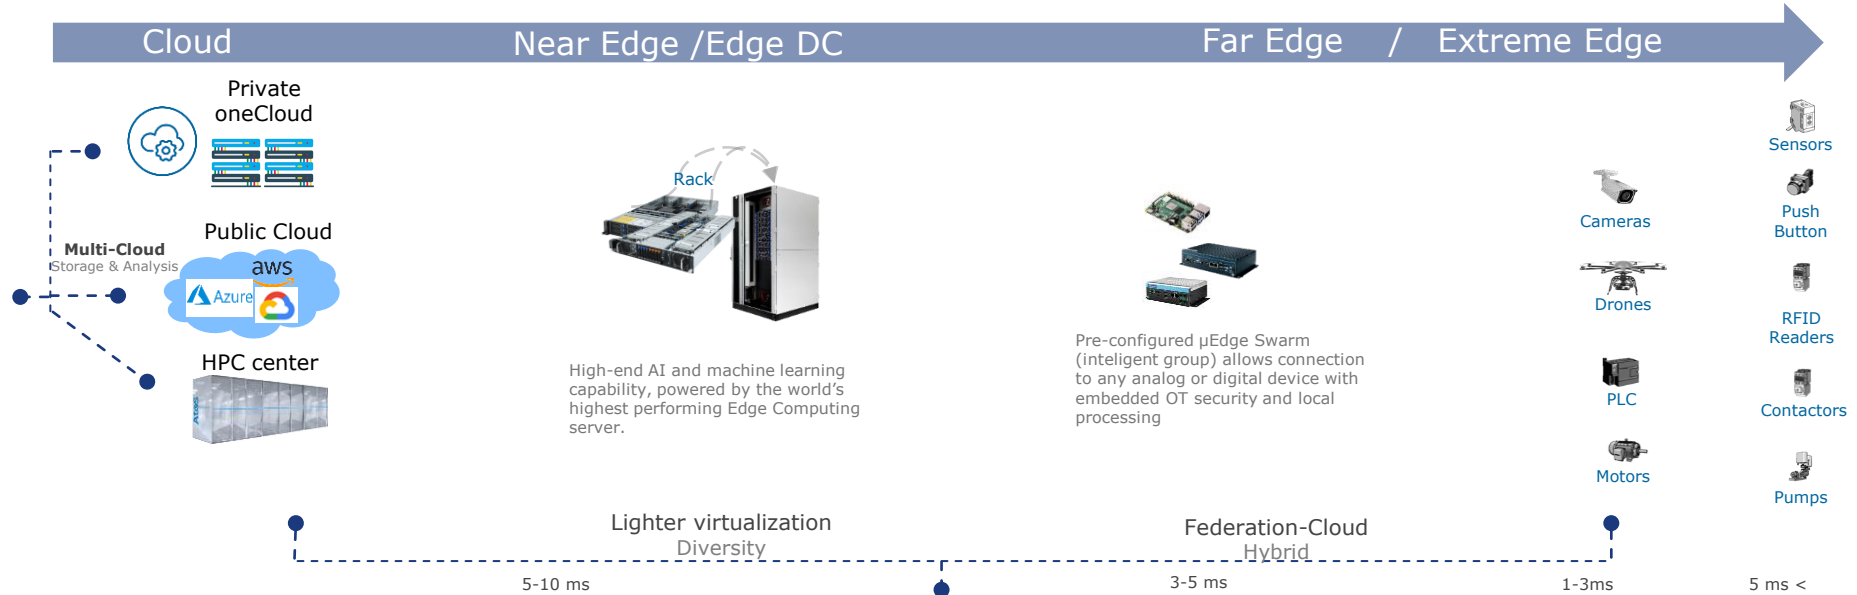 Cloud
Near Edge /Edge DC
Far Edge / Extreme Edge
Private
oneCloud
Public Cloud
Multi-Cloud
Storage & Analysis
aws
Azure
HPC center
Atos
Rack
High-end AI and machine learning
capability, powered by the world's
highest performing Edge Computing
server.
Pre-configured µEdge Swarm
(inteligent group) allows connection
to any analog or digital device with
embedded OT security and local
processing
Cameras
Drones
PLC
Motors
Sensors
Push
Button
RFID
Readers
Contactors
Pumps
Lighter virtualization
Diversity
Federation-Cloud
Hybrid
5-10 ms
3-5 ms
1-3ms
5 ms <